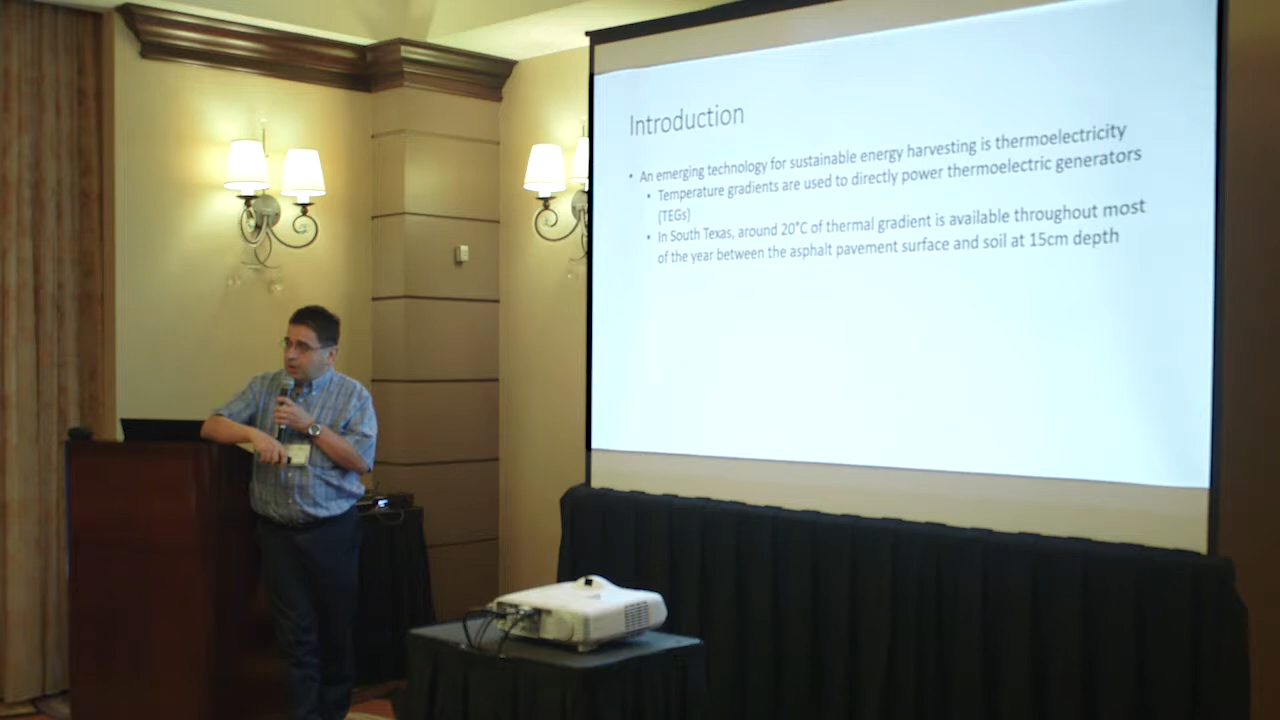 Introduction
• An emerging technology for sustainable energy harvesting is thermoelectricity
• Temperature gradients are used to directly power thermoelectric generators
(TEGs)
• In South Texas, around 20°C of thermal gradient is available throughout most
of the year between the asphalt pavement surface and soil at 15cm depth